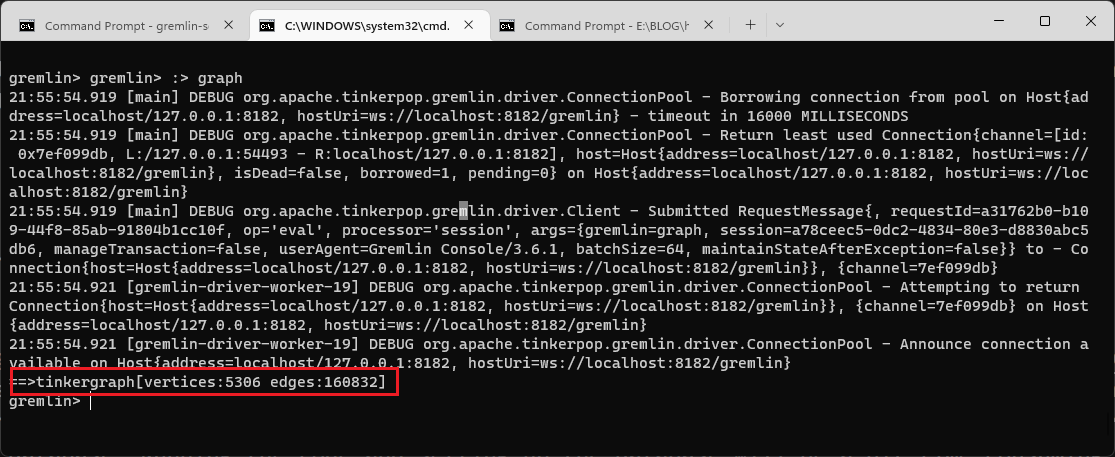 Command Prompt - gremlin-s
C:\WINDOWS\system32\cmd.
Command Prompt - E:\BLOG\h
gremlin> gremlin> :> graph
21:55:54.919 [main] DEBUG org.apache.tinkerpop.gremlin.driver.ConnectionPool - Borrowing connection from pool on Host{ad
dress=localhost/127.0.0.1:8182, hostUri=ws://localhost:8182/gremlin} - timeout in 16000 MILLISECONDS
21:55:54.919 [main] DEBUG org.apache.tinkerpop.gremlin.driver.ConnectionPool - Return least used Connection{channel=[id:
 0x7ef099db, L:/127.0.0.1:54493 - R:localhost/127.0.0.1:8182], host=Host{address=localhost/127.0.0.1:8182, hostUri=ws://
localhost:8182/gremlin}, isDead=false, borrowed=1, pending=0} on Host{address=localhost/127.0.0.1:8182, hostUri=ws://loc
alhost:8182/gremlin}
21:55:54.919 [main] DEBUG org.apache.tinkerpop.gremlin.driver.Client - Submitted RequestMessage{, requestId=a31762b0-b10
9-44f8-85ab-91804b1cc10f, op='eval', processor='session', args={gremlin=graph, session=a78ceec5-0dc2-4834-80e3-d8830abc5
db6, manageTransaction=false, userAgent=Gremlin Console/3.6.1, batchSize=64, maintainStateAfterException=false}} to - Co
nnection{host=Host{address=localhost/127.0.0.1:8182, hostUri=ws://localhost:8182/gremlin}}, {channel=7ef099db}
21:55:54.921 [gremlin-driver-worker-19] DEBUG org.apache.tinkerpop.gremlin.driver.ConnectionPool - Attempting to return
Connection{host=Host{address=localhost/127.0.0.1:8182, hostUri=ws://localhost:8182/gremlin}}, {channel=7ef099db} on Host
{address=localhost/127.0.0.1:8182, hostUri=ws://localhost:8182/gremlin}
21:55:54.921 [gremlin-driver-worker-19] DEBUG org.apache.tinkerpop.gremlin.driver.ConnectionPool - Announce connection a
vailable on Host{address=localhost/127.0.0.1:8182, hostUri=ws://localhost:8182/gremlin}
==>tinkergraph[vertices:5306 edges:160832]
gremlin>